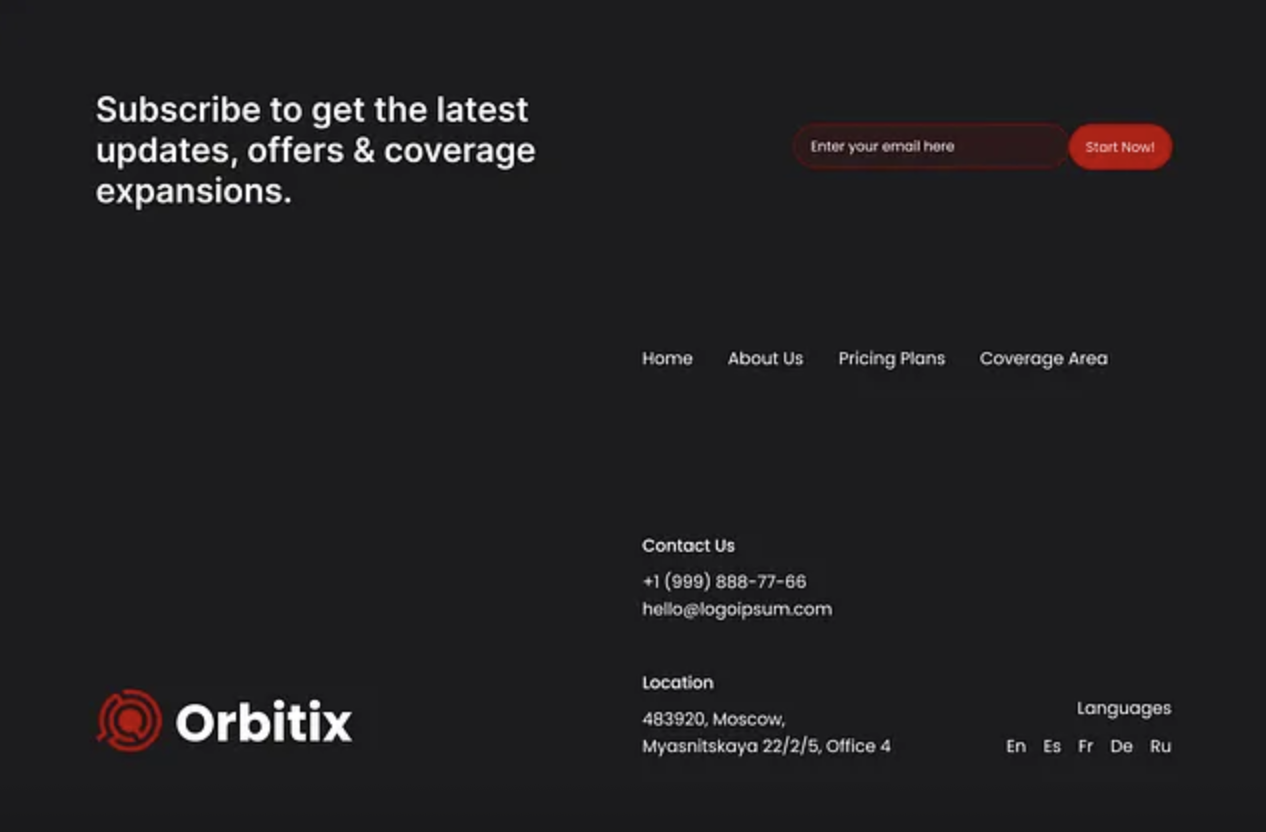 Subscribe to get the latest
updates, offers & coverage
expansions.
Enter your email here
Start Now!
Home
About Us
Pricing Plans
Coverage Area
Contact Us
+1 (999) 888-77-66
hello@logoipsum.com
Location
483920, Moscow,
Myasnitskaya 22/2/5, Office 4
Orbitix
Languages
En Es Fr De Ru